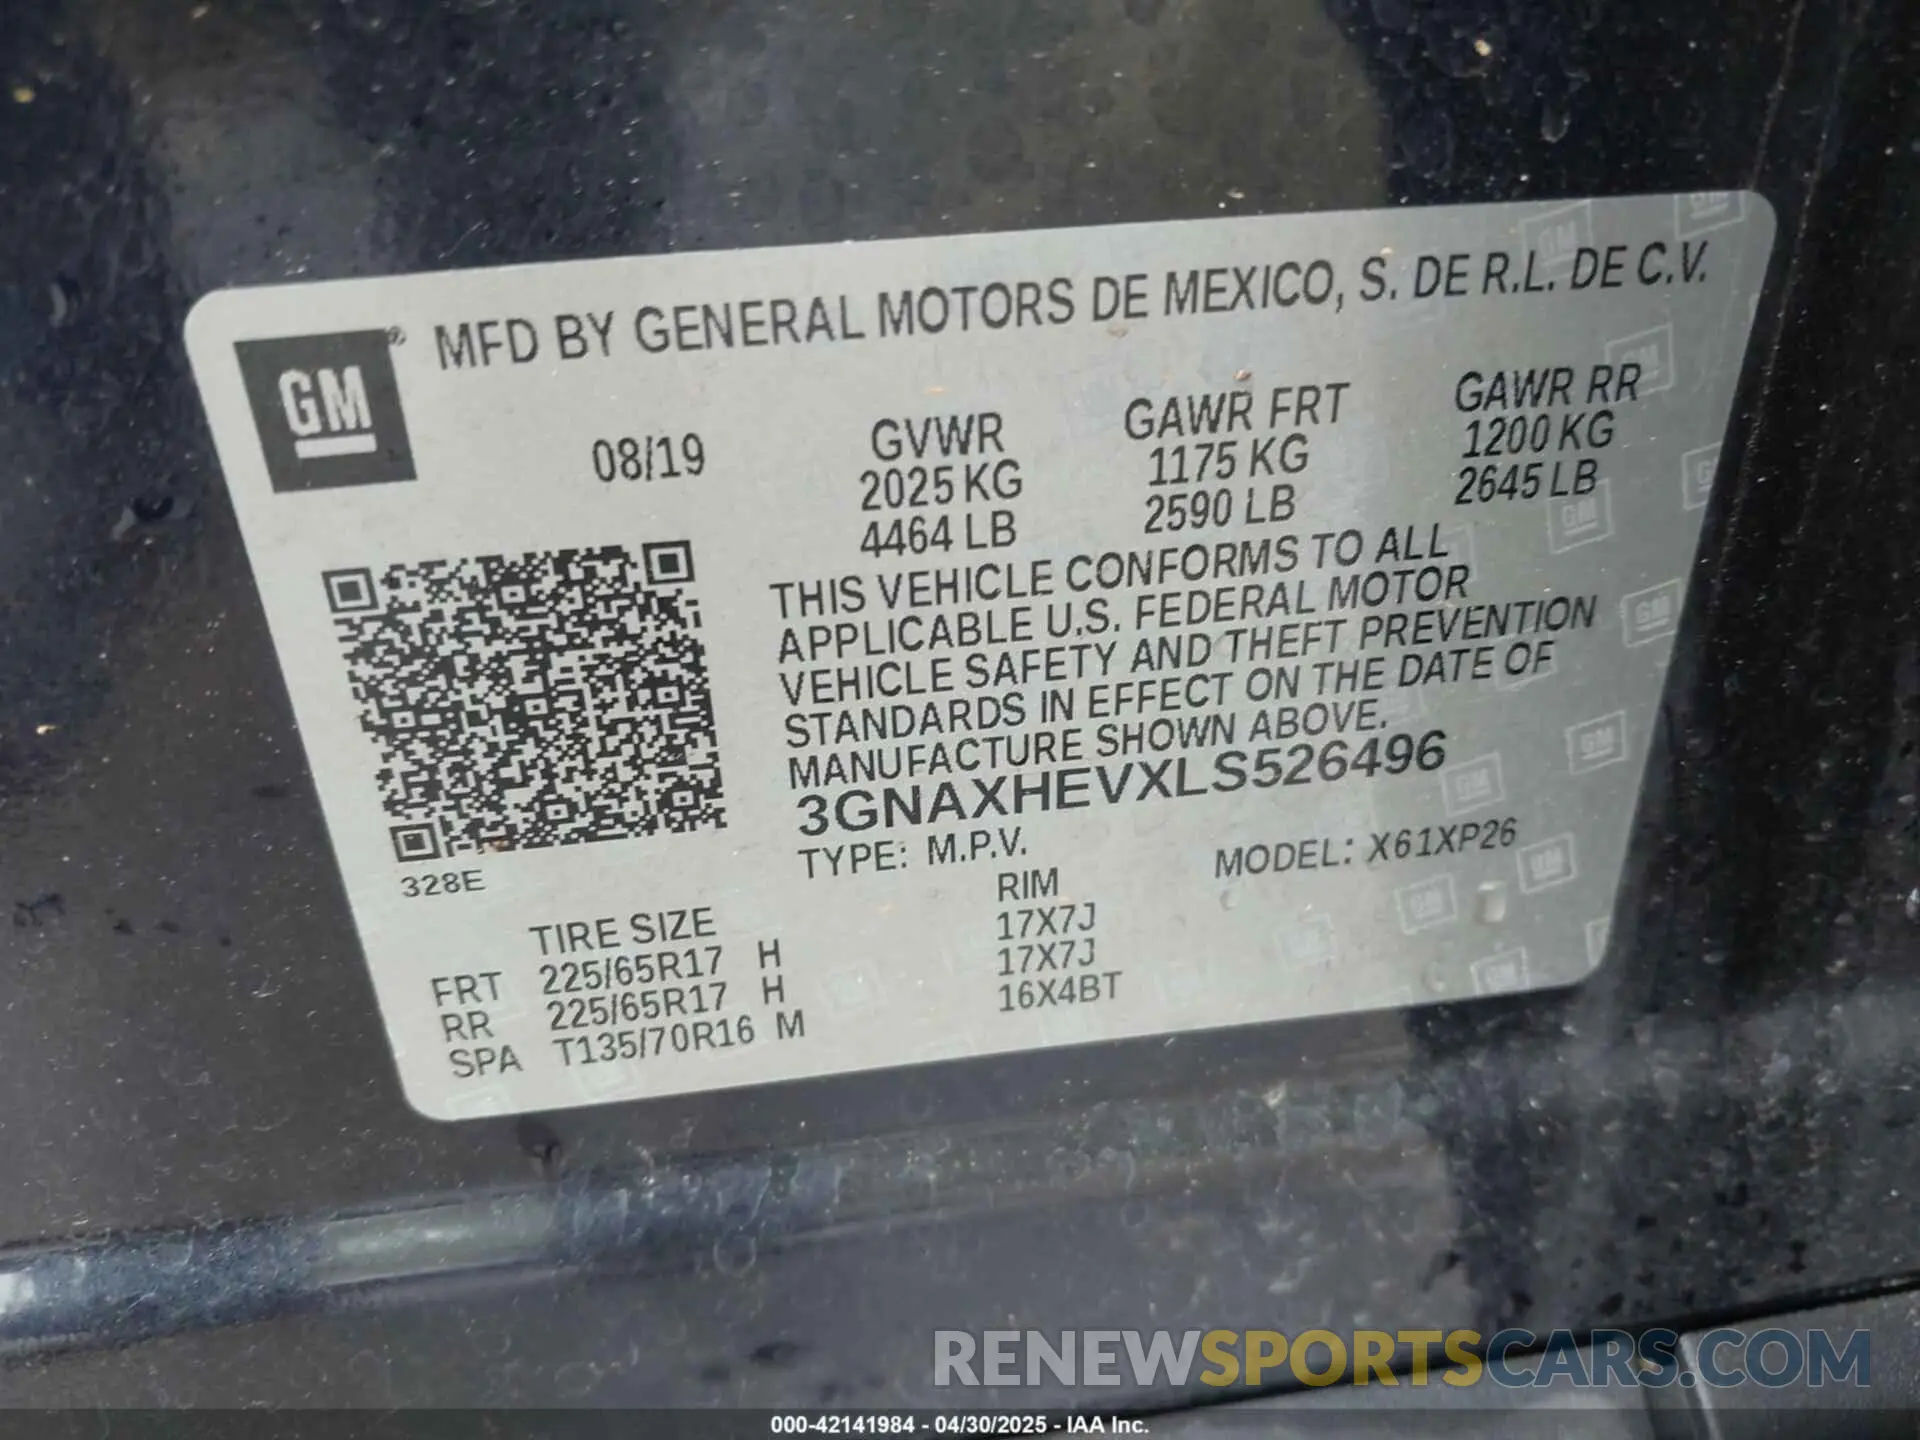 MFD BY GENERAL MOTORS DE MEXICO, S. DE R.L. DE C.V.
GM®
08/19
GVWR GAWR FRT GAWR RR
2025 KG 1175 KG 1200 KG
4464 LB 2590 LB 2645 LB
THIS VEHICLE CONFORMS TO ALL
APPLICABLE U.S. FEDERAL MOTOR
VEHICLE SAFETY AND THEFT PREVENTION
STANDARDS IN EFFECT ON THE DATE OF
MANUFACTURE SHOWN ABOVE.
3GNAXHEVXLS526496
TYPE: M.P.V. MODEL: X61XP26
328E
TIRE SIZE RIM
FRT 225/65R17 H 17X7J
RR 225/65R17 H 17X7J
SPA T135/70R16 M 16X4BT
RENEWSPORTSCARS.COM
000-42141984 - 04/30/2025 - IAA Inc.